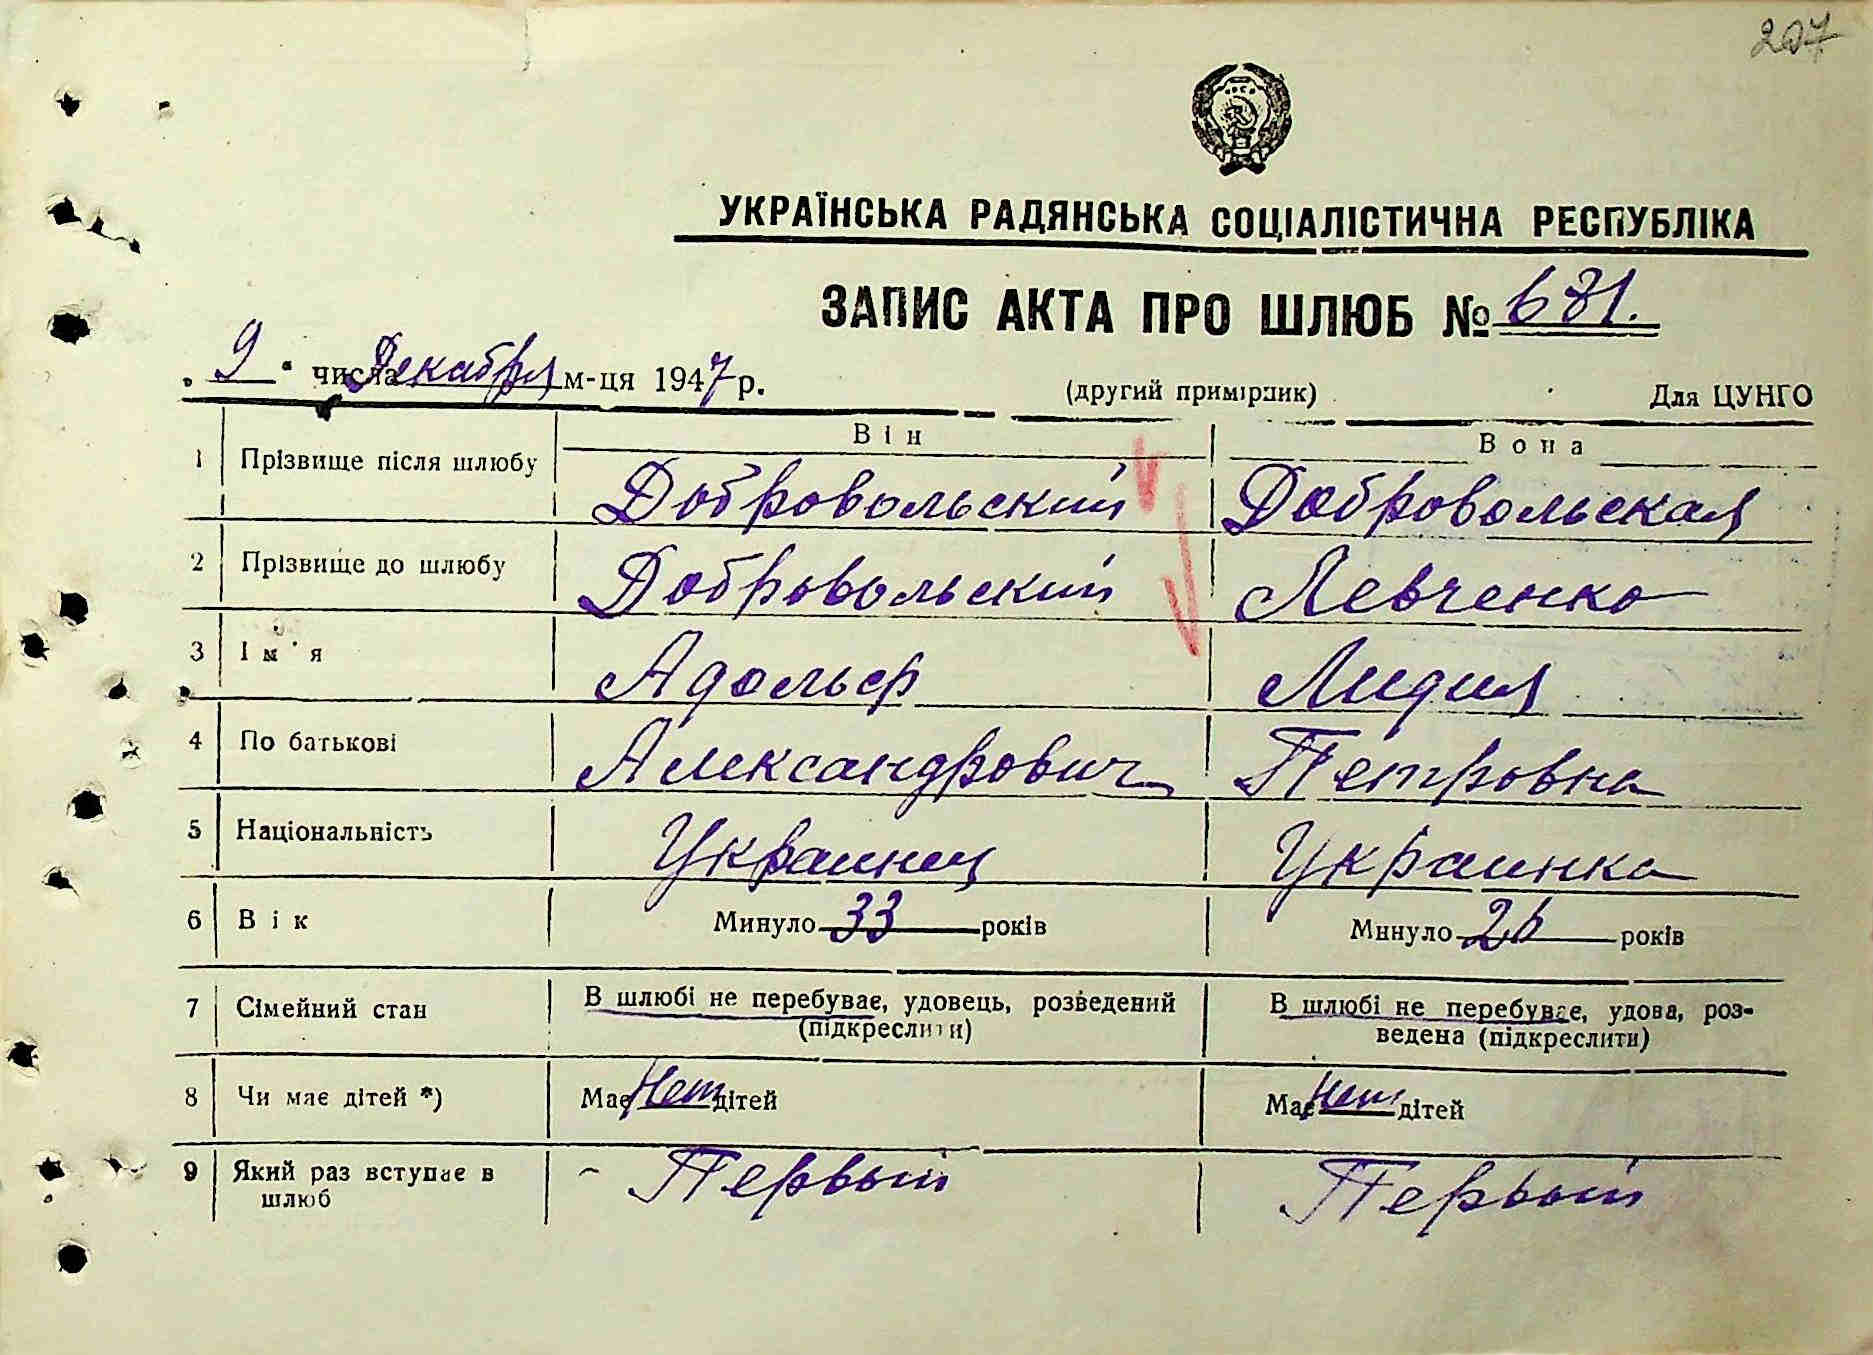 207
УКРАЇНСЬКА РАДЯНСЬКА СОЦІАЛІСТИЧНА РЕСПУБЛІКА
ЗАПИС АКТА ПРО ШЛЮБ № 681.
„ 9 “ числа Декабря м-ця 1947 р.
(другий примірник) Для ЦУНГО
Він Вона
1 Прізвище після шлюбу Добровольский Добровольская
2 Прізвище до шлюбу Добровольский Левченко
3 Ім'я Адольф Лидия
4 По батькові Александрович Петровна
5 Національність Украинец Украинка
6 Вік Минуло 33 років Минуло 26 років
7 Сімейний стан В шлюбі не перебуває, удовець, розведений В шлюбі не перебуває, удова, роз-
(підкреслити) ведена (підкреслити)
8 Чи має дітей *) Має Нет дітей Має Нет дітей
9 Який раз вступає в Первый Первый
шлюб